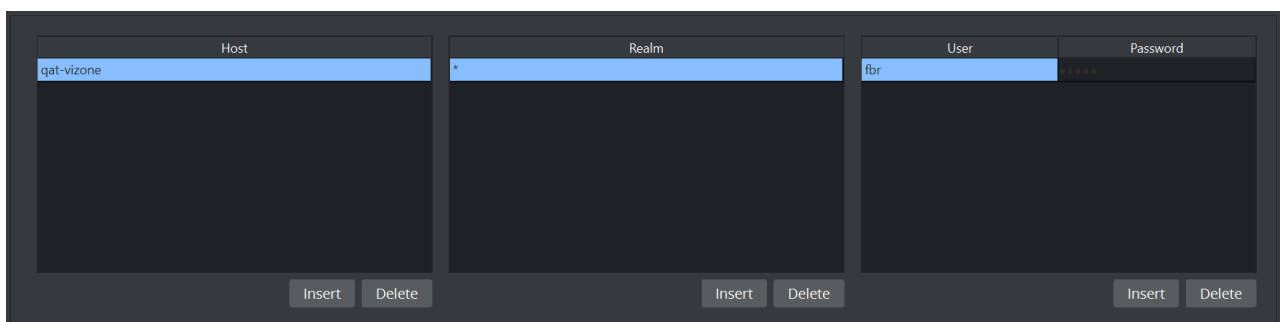 Host Realm User Password
qat-vizone * fbr •••••
Insert Delete Insert Delete Insert Delete